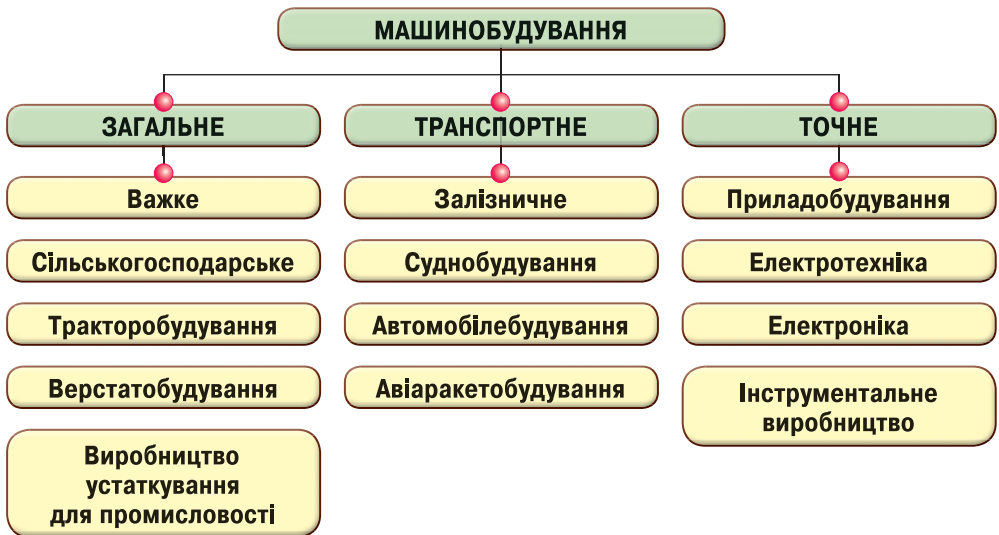 МАШИНОБУДУВАННЯ
ЗАГАЛЬНЕ
Важке
Сільськогосподарське
Тракторобудування
Верстатобудування
Виробництво
устаткування
для промисловості
ТРАНСПОРТНЕ
Залізничне
Суднобудування
Автомобілебудування
Авіаракетобудування
ТОЧНЕ
Приладобудування
Електротехніка
Електроніка
Інструментальне
виробництво